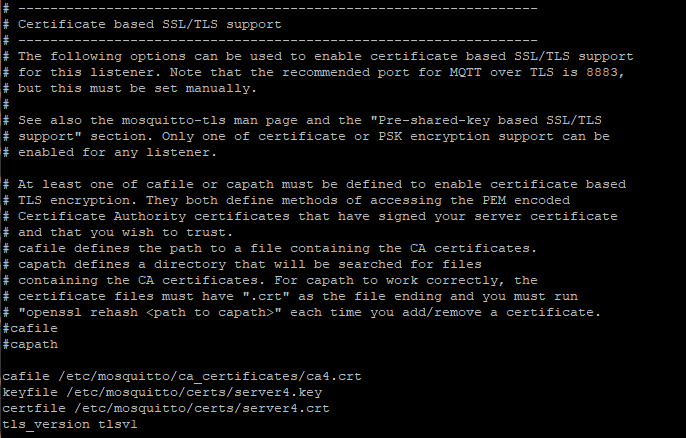 # -----------------------------------------------------------------
# Certificate based SSL/TLS support
# -----------------------------------------------------------------
# The following options can be used to enable certificate based SSL/TLS support
# for this listener. Note that the recommended port for MQTT over TLS is 8883,
# but this must be set manually.
#
# See also the mosquitto-tls man page and the "Pre-shared-key based SSL/TLS
# support" section. Only one of certificate or PSK encryption support can be
# enabled for any listener.

# At least one of cafile or capath must be defined to enable certificate based
# TLS encryption. They both define methods of accessing the PEM encoded
# Certificate Authority certificates that have signed your server certificate
# and that you wish to trust.
# cafile defines the path to a file containing the CA certificates.
# capath defines a directory that will be searched for files
# containing the CA certificates. For capath to work correctly, the
# certificate files must have ".crt" as the file ending and you must run
# "openssl rehash <path to capath>" each time you add/remove a certificate.
#cafile
#capath

cafile /etc/mosquitto/ca_certificates/ca4.crt
keyfile /etc/mosquitto/certs/server4.key
certfile /etc/mosquitto/certs/server4.crt
tls_version tlsv1